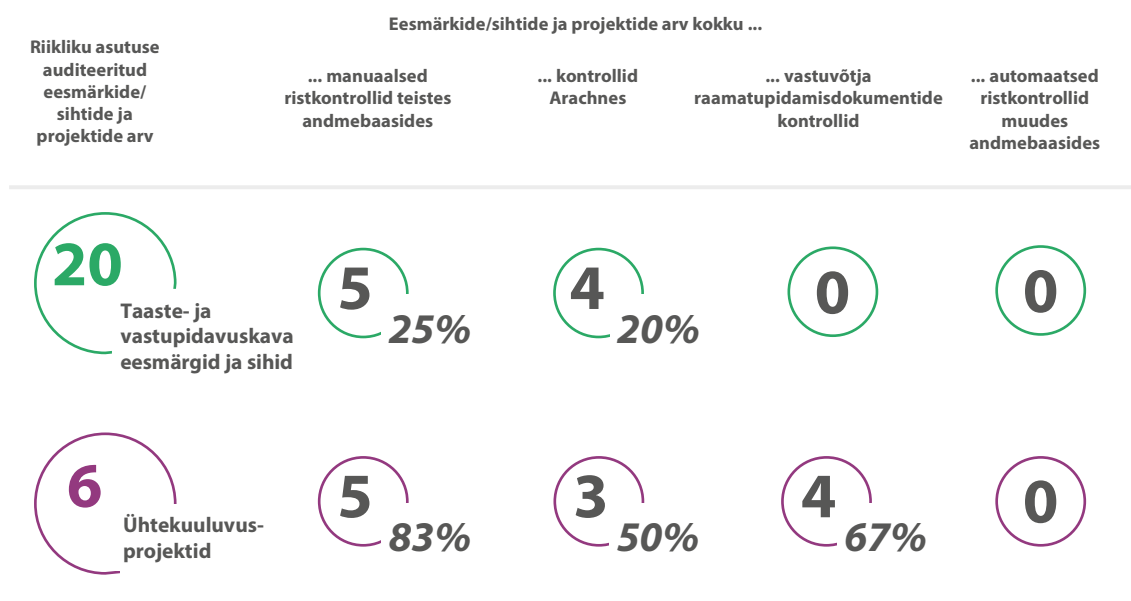 Eesmärkide/sihtide ja projektide arv kokku ...
Riikliku asutuse
auditeeritud
eesmärkide/
sihtide ja
projektide arv
... manuaalsed
ristkontrollid teistes
andmebaasides
... kontrollid
Arachnes
... vastuvõtja
raamatupidamisdokumentide
kontrollid
... automaatsed
ristkontrollid
muudes
andmebaasides
20
Taaste- ja
vastupidavuskava
eesmärgid ja sihid
5
25%
4
20%
0
0
6
Ühtekuuluvus-
projektid
5
83%
3
50%
4
67%
0